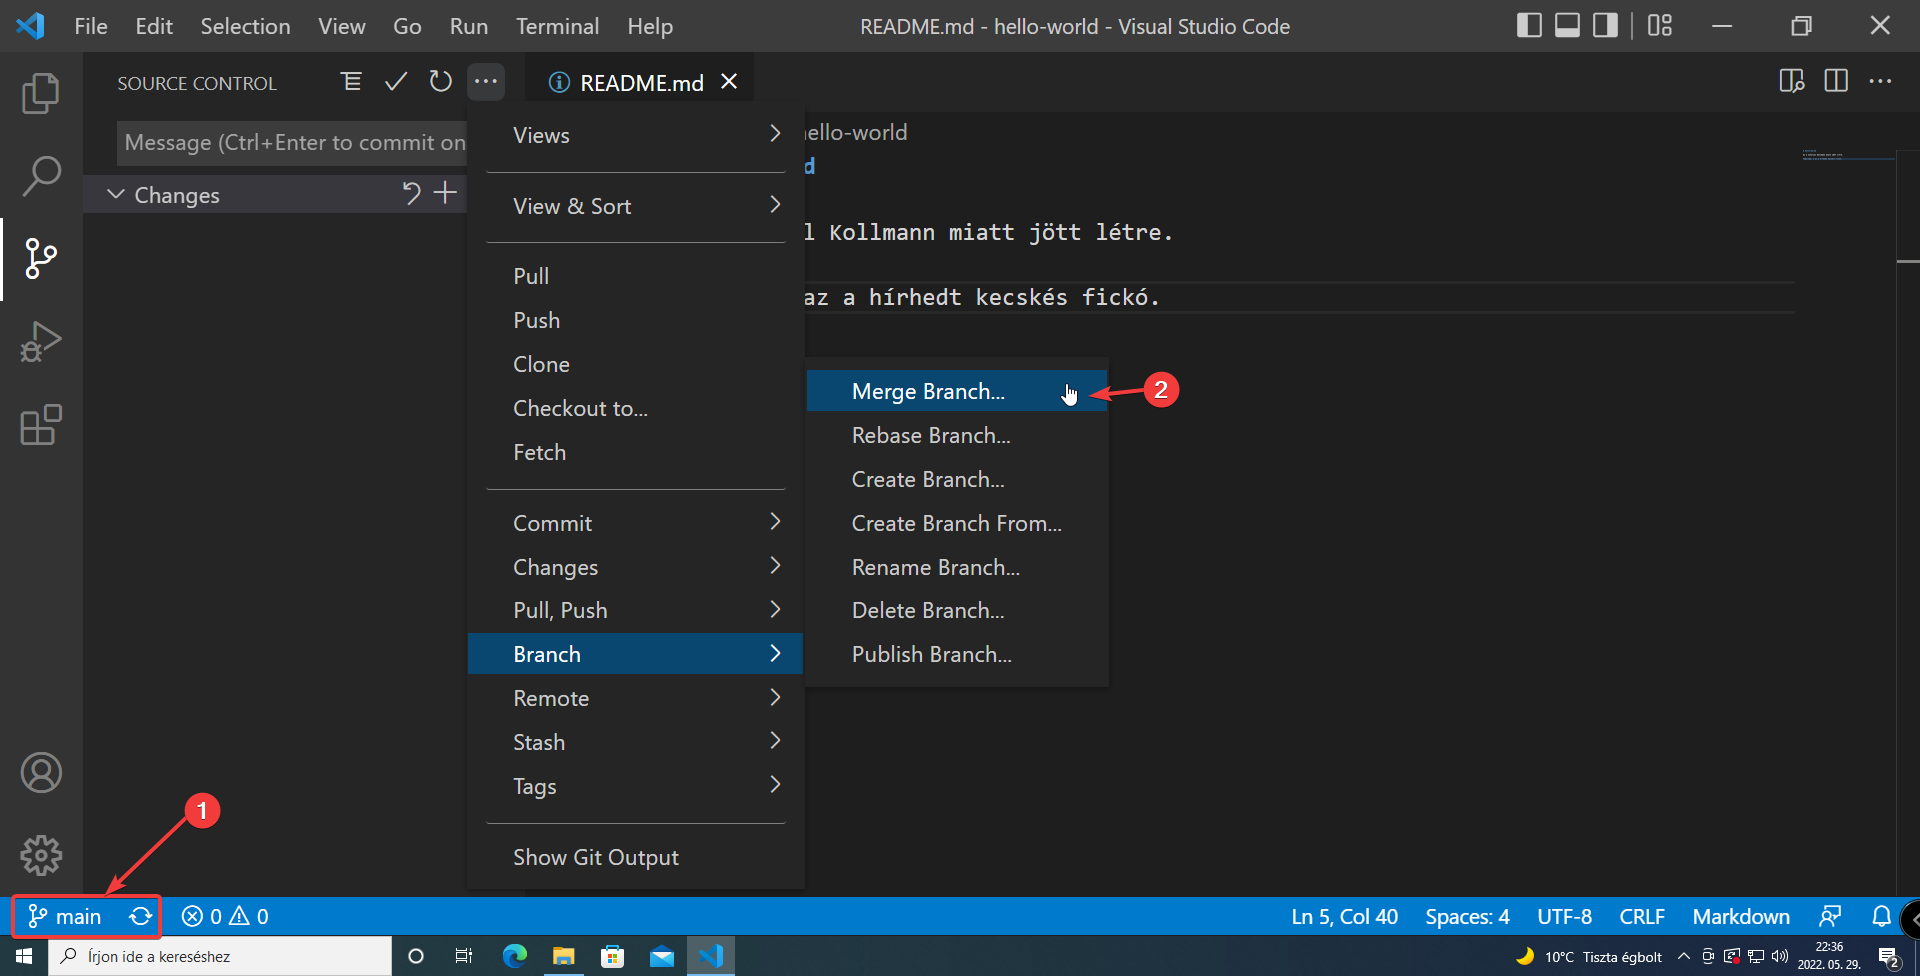 File Edit Selection View Go Run Terminal Help README.md - hello-world - Visual Studio Code
SOURCE CONTROL
README.md
Message (Ctrl+Enter to commit on
Changes
Views
View & Sort
Pull
Push
Clone
Checkout to...
Fetch
Commit
Changes
Pull, Push
Branch
Remote
Stash
Tags
Show Git Output
ello-world
d
l Kollmann miatt jött létre.
az a hírhedt kecskés fickó.
Merge Branch...
Rebase Branch...
Create Branch...
Create Branch From...
Rename Branch...
Delete Branch...
Publish Branch...
2
1
main 0 0 Ln 5, Col 40 Spaces: 4 UTF-8 CRLF Markdown
Írjon ide a kereséshez
10°C Tiszta égbolt
22:36
2022. 05. 29.
2